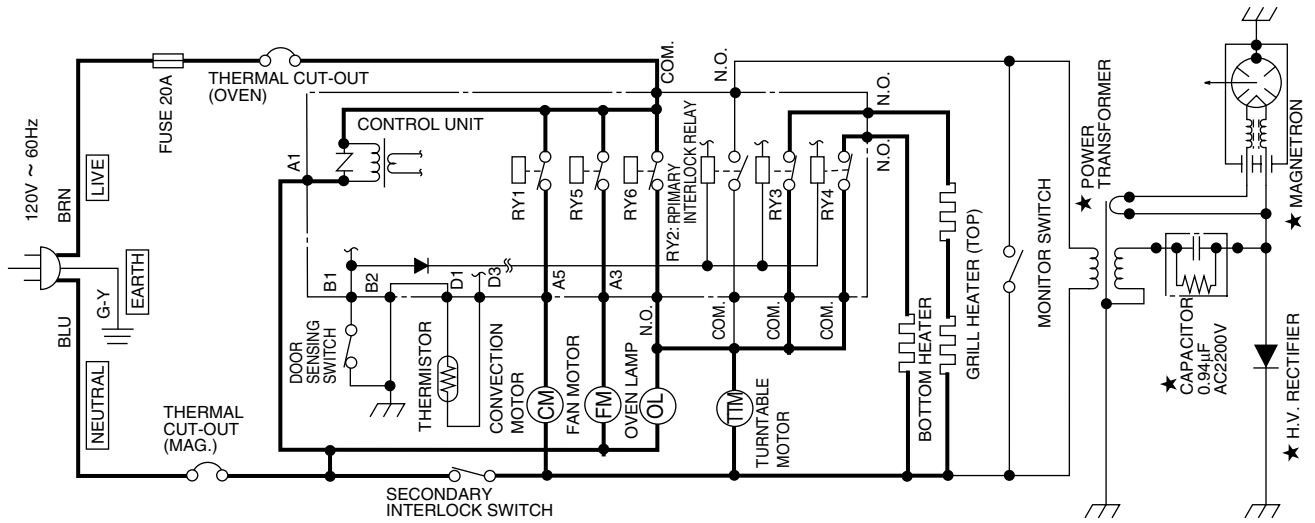 120V ~ 60Hz
BRN
LIVE
BLU
NEUTRAL
G-Y
EARTH
FUSE 20A
THERMAL CUT-OUT
(OVEN)
THERMAL
CUT-OUT
(MAG.)
SECONDARY
INTERLOCK SWITCH
A1
CONTROL UNIT
B1
B2
D1
D3
DOOR
SENSING
SWITCH
THERMISTOR
CONVECTION
MOTOR
CM
A5
RY1
FAN MOTOR
FM
A3
RY5
OVEN LAMP
OL
N.O.
RY6
COM.
RY2: RPIMARY
INTERLOCK RELAY
N.O.
COM.
TURNTABLE
MOTOR
TTM
RY3
COM.
N.O.
RY4
COM.
N.O.
BOTTOM HEATER
GRILL HEATER (TOP)
MONITOR SWITCH
★ POWER
TRANSFORMER
★
CAPACITOR
0.94µF
AC2200V
★ H.V. RECTIFIER
★ MAGNETRON